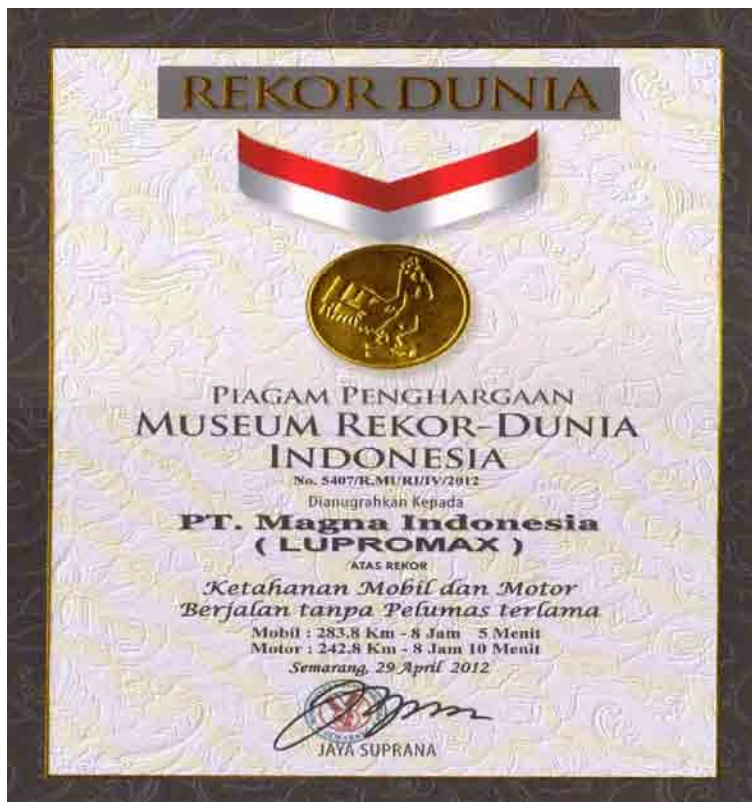 REKOR DUNIA
PIAGAM PENGHARGAAN
MUSEUM REKOR-DUNIA
INDONESIA
No. 5407/R.MURI/IV/2012
Dianugrahkan Kepada
PT. Magna Indonesia
( LUPROMAX )
ATAS REKOR
Ketahanan Mobil dan Motor
Berjalan tanpa Pelumas terlama
Mobil : 283.8 Km - 8 Jam 5 Menit
Motor : 242.8 Km - 8 Jam 10 Menit
Semarang, 29 April 2012
JAYA SUPRANA